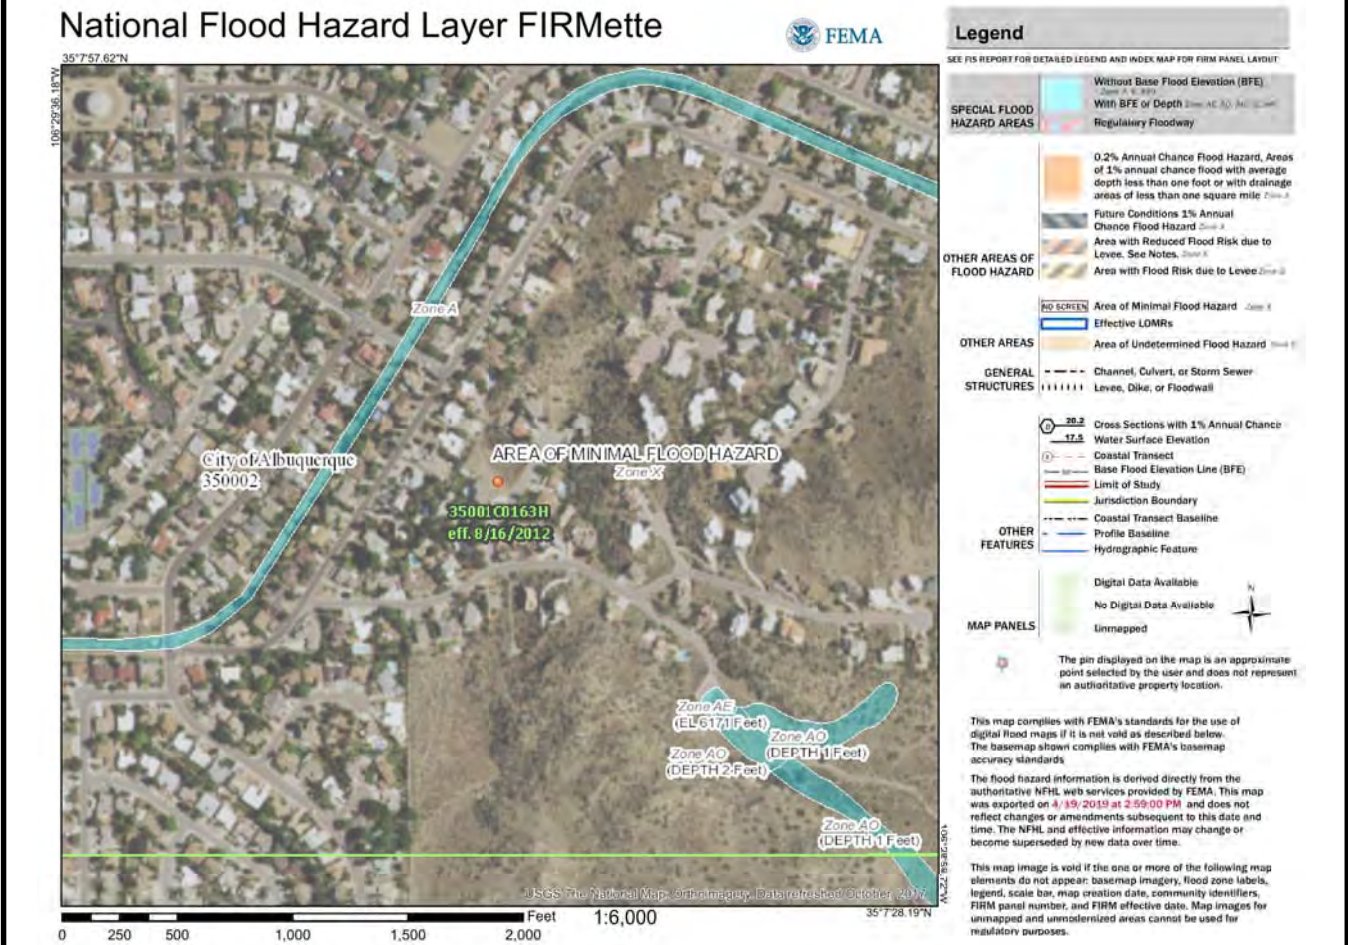 National Flood Hazard Layer FIRMette
FEMA
35°7'57.62"N
106°29'36.18"W
Zone A
City of Albuquerque
350002
AREA OF MINIMAL FLOOD HAZARD
Zone X
35001C0163H
eff. 8/16/2012
Zone AE
(EL 6171 Feet)
Zone AO
(DEPTH 1 Feet)
Zone AO
(DEPTH 2 Feet)
Zone AO
(DEPTH 1 Feet)
USGS The National Map: Orthoimagery. Data refreshed October, 2017.
35°7'28.19"N
Feet
1:6,000
0 250 500 1,000 1,500 2,000
Legend
SEE FIS REPORT FOR DETAILED LEGEND AND INDEX MAP FOR FIRM PANEL LAYOUT
SPECIAL FLOOD
HAZARD AREAS
Without Base Flood Elevation (BFE)
With BFE or Depth
Regulatory Floodway
OTHER AREAS OF
FLOOD HAZARD
0.2% Annual Chance Flood Hazard, Areas
of 1% annual chance flood with average
depth less than one foot or with drainage
areas of less than one square mile Zone X
Future Conditions 1% Annual
Chance Flood Hazard Zone X
Area with Reduced Flood Risk due to
Levee. See Notes. Zone X
Area with Flood Risk due to Levee Zone D
OTHER AREAS
NO SCREEN Area of Minimal Flood Hazard Zone X
Effective LOMRs
Area of Undetermined Flood Hazard
GENERAL
STRUCTURES
Channel, Culvert, or Storm Sewer
Levee, Dike, or Floodwall
OTHER
FEATURES
20.2 Cross Sections with 1% Annual Chance
17.5 Water Surface Elevation
Coastal Transect
Base Flood Elevation Line (BFE)
Limit of Study
Jurisdiction Boundary
Coastal Transect Baseline
Profile Baseline
Hydrographic Feature
MAP PANELS
Digital Data Available
No Digital Data Available
Unmapped
N
The pin displayed on the map is an approximate
point selected by the user and does not represent
an authoritative property location.
This map complies with FEMA's standards for the use of
digital flood maps if it is not void as described below.
The basemap shown complies with FEMA's basemap
accuracy standards
The flood hazard information is derived directly from the
authoritative NFHL web services provided by FEMA. This map
was exported on 4/19/2019 at 2:59:00 PM and does not
reflect changes or amendments subsequent to this date and
time. The NFHL and effective information may change or
become superseded by new data over time.
This map image is void if the one or more of the following map
elements do not appear: basemap imagery, flood zone labels,
legend, scale bar, map creation date, community identifiers,
FIRM panel number, and FIRM effective date. Map images for
unmapped and unmodernized areas cannot be used for
regulatory purposes.